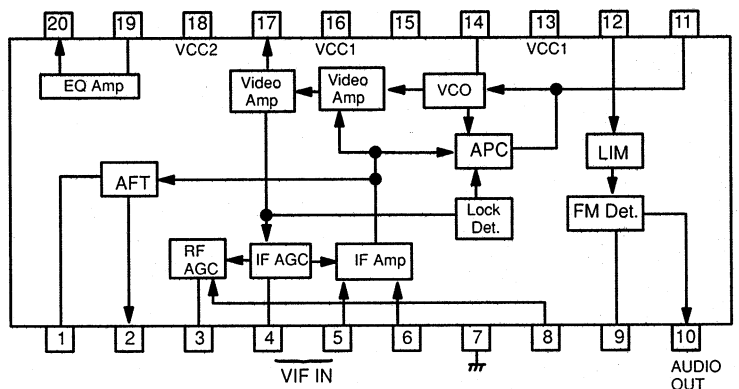 20 19 18 17 16 15 14 13 12 11
VCC2 VCC1 VCC1
EQ Amp
Video
Amp
Video
Amp
VCO
APC
LIM
AFT
Lock
Det.
FM Det.
RF
AGC
IF AGC
IF Amp
1 2 3 4 5 6 7 8 9 10
VIF IN
AUDIO
OUT